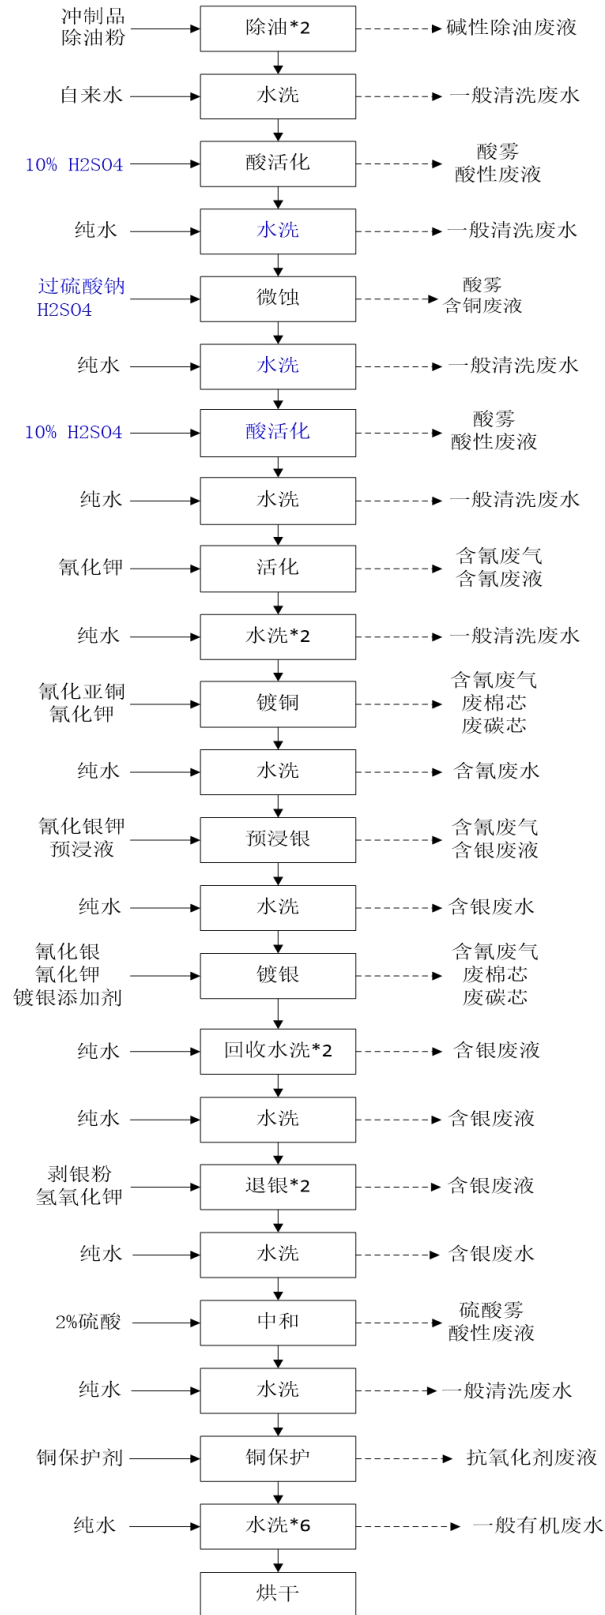 冲制品
除油粉
除油*2
碱性除油废液
自来水
水洗
一般清洗废水
10% H2SO4
酸活化
酸雾
酸性废液
纯水
水洗
一般清洗废水
过硫酸钠
H2SO4
微蚀
酸雾
含铜废液
纯水
水洗
一般清洗废水
10% H2SO4
酸活化
酸雾
酸性废液
纯水
水洗
一般清洗废水
氰化钾
活化
含氰废气
含氰废液
纯水
水洗*2
一般清洗废水
氰化亚铜
氰化钾
镀铜
含氰废气
废棉芯
废碳芯
纯水
水洗
含氰废水
氰化银钾
预浸液
预浸银
含氰废气
含银废液
纯水
水洗
含银废水
氰化银
氰化钾
镀银添加剂
镀银
含氰废气
废棉芯
废碳芯
纯水
回收水洗*2
含银废液
纯水
水洗
含银废液
剥银粉
氢氧化钾
退银*2
含银废液
纯水
水洗
含银废水
2%硫酸
中和
硫酸雾
酸性废液
纯水
水洗
一般清洗废水
铜保护剂
铜保护
抗氧化剂废液
纯水
水洗*6
一般有机废水
烘干